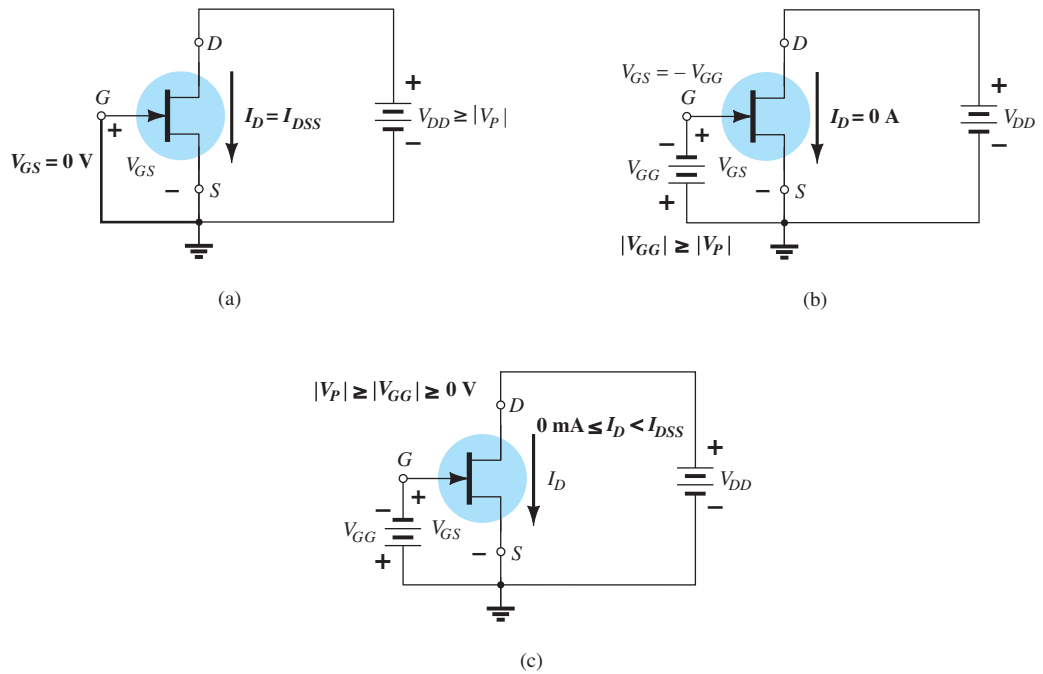 D
G
+
I_D = I_DSS
+
V_DD ≥ |V_P|
−
V_GS = 0 V
V_GS
−
S
(a)
D
V_GS = − V_GG
G
+
−
I_D = 0 A
+
V_DD
−
V_GG
V_GS
+
−
S
|V_GG| ≥ |V_P|
(b)
|V_P| ≥ |V_GG| ≥ 0 V
D
0 mA ≤ I_D < I_DSS
G
+
I_D
+
V_DD
−
−
V_GG
V_GS
+
−
S
(c)